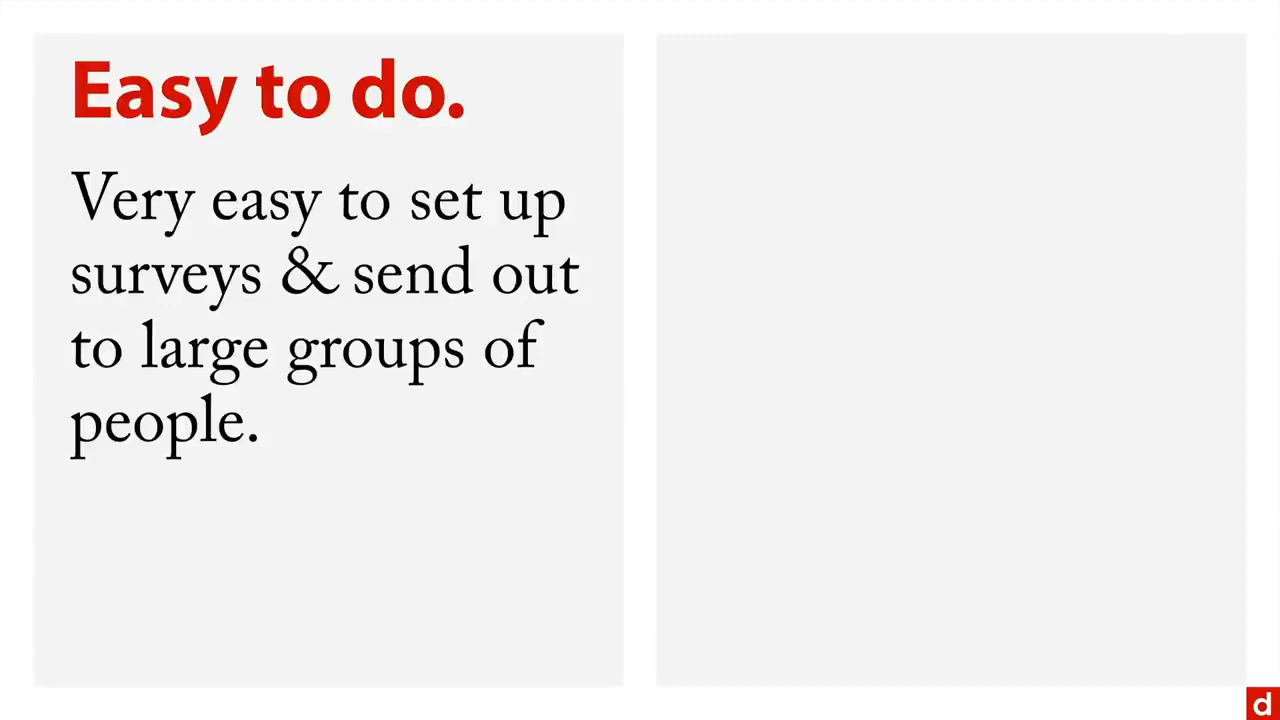 Easy to do.
Very easy to set up
surveys & send out
to large groups of
people.
d